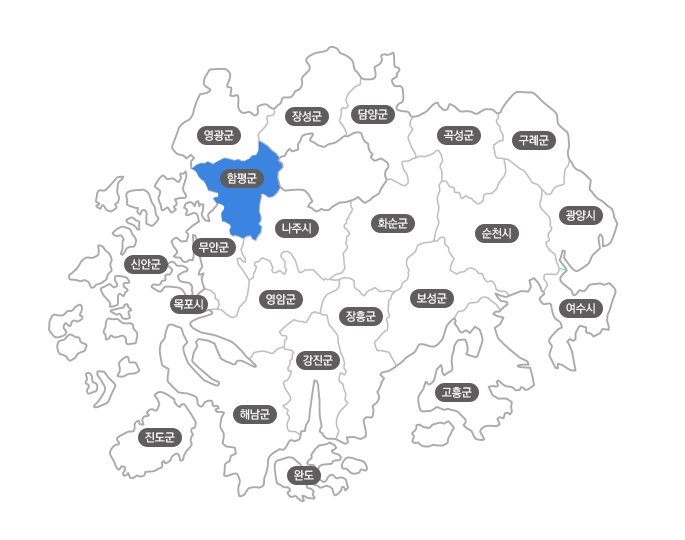 장성군
담양군
영광군
곡성군
구례군
함평군
광양시
화순군
나주시
순천시
무안군
신안군
보성군
영암군
목포시
여수시
장흥군
강진군
고흥군
해남군
진도군
완도